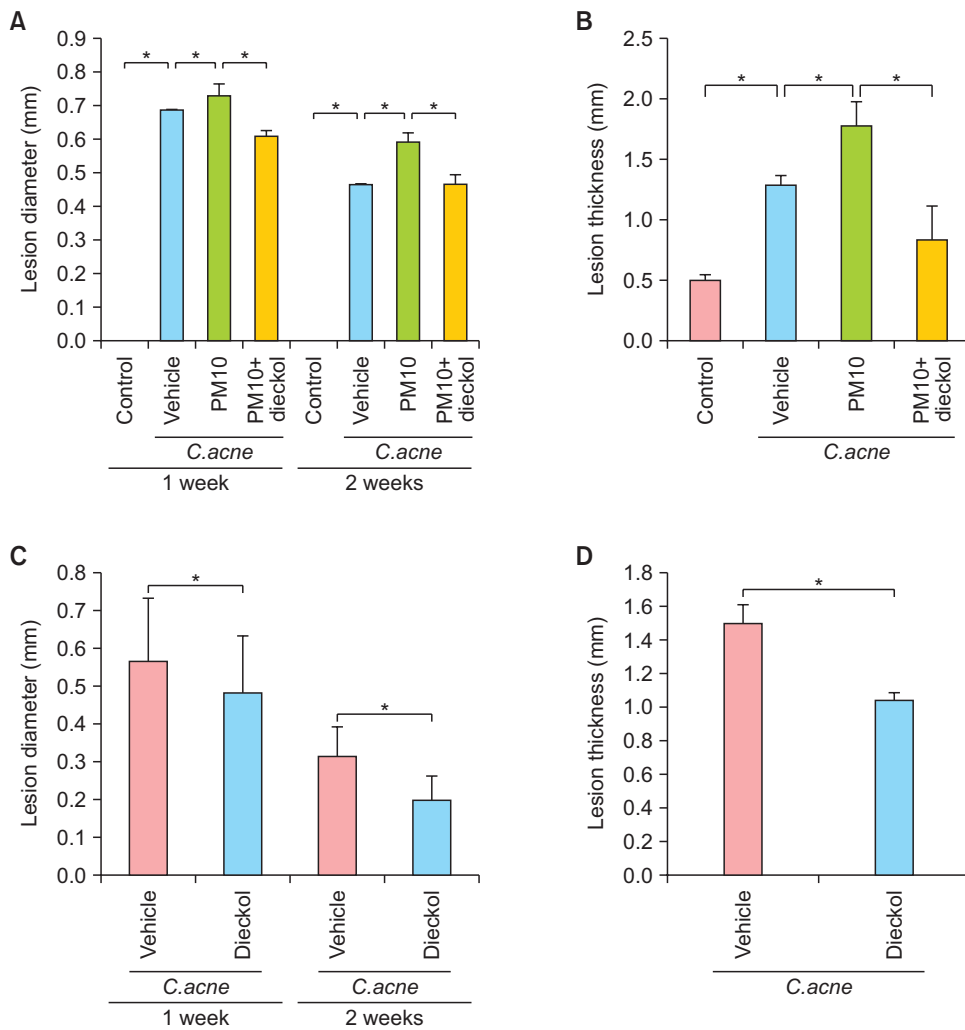 A
Lesion diameter (mm)
0.9
0.8
0.7
0.6
0.5
0.4
0.3
0.2
0.1
0.0
* * *
* * *
Control
Vehicle
PM10
PM10+
dieckol
Control
Vehicle
PM10
PM10+
dieckol
C.acne
C.acne
1 week
2 weeks
B
Lesion thickness (mm)
2.5
2.0
1.5
1.0
0.5
0.0
* * *
Control
Vehicle
PM10
PM10+
dieckol
C.acne
C
Lesion diameter (mm)
0.8
0.7
0.6
0.5
0.4
0.3
0.2
0.1
0.0
*
*
Vehicle
Dieckol
Vehicle
Dieckol
C.acne
C.acne
1 week
2 weeks
D
Lesion thickness (mm)
1.8
1.6
1.4
1.2
1.0
1.8
1.6
1.4
1.2
0.0
*
Vehicle
Dieckol
C.acne